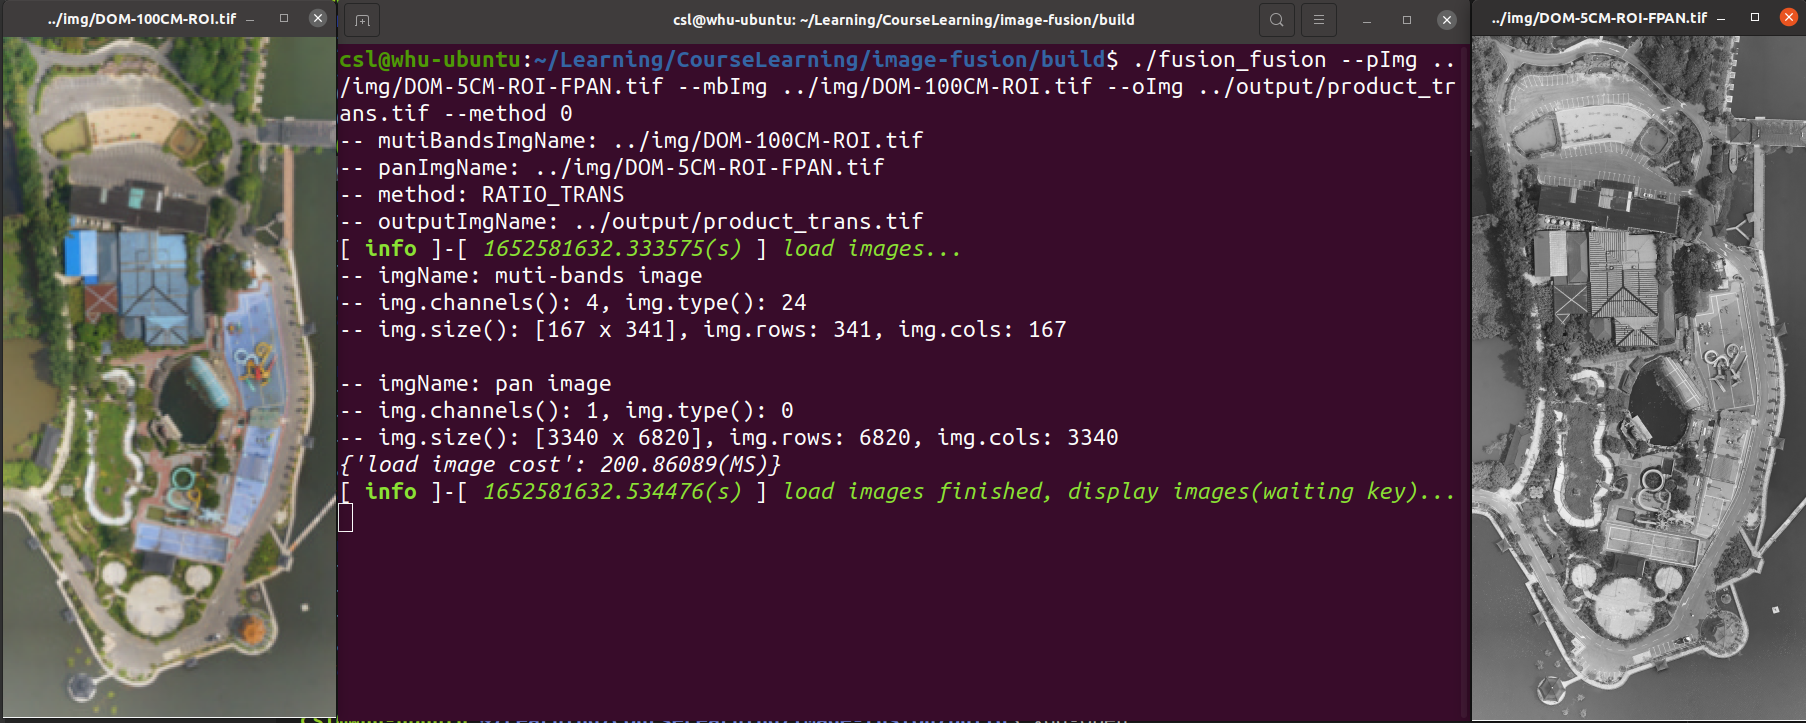 ../img/DOM-100CM-ROI.tif
csl@whu-ubuntu: ~/Learning/CourseLearning/image-fusion/build
../img/DOM-5CM-ROI-FPAN.tif
csl@whu-ubuntu:~/Learning/CourseLearning/image-fusion/build$ ./fusion_fusion --pImg ..
/img/DOM-5CM-ROI-FPAN.tif --mbImg ../img/DOM-100CM-ROI.tif --oImg ../output/product_tr
ans.tif --method 0
-- mutiBandsImgName: ../img/DOM-100CM-ROI.tif
-- panImgName: ../img/DOM-5CM-ROI-FPAN.tif
-- method: RATIO_TRANS
-- outputImgName: ../output/product_trans.tif
[ info ]-[ 1652581632.333575(s) ] load images...
-- imgName: muti-bands image
-- img.channels(): 4, img.type(): 24
-- img.size(): [167 x 341], img.rows: 341, img.cols: 167
-- imgName: pan image
-- img.channels(): 1, img.type(): 0
-- img.size(): [3340 x 6820], img.rows: 6820, img.cols: 3340
{'load image cost': 200.86089(MS)}
[ info ]-[ 1652581632.534476(s) ] load images finished, display images(waiting key)...